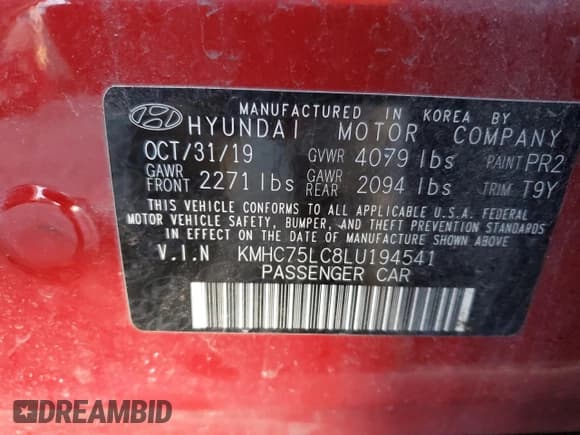 MANUFACTURED IN KOREA BY
HYUNDAI MOTOR COMPANY
OCT/31/19 GVWR 4079 lbs PAINT PR2
GAWR FRONT 2271 lbs GAWR REAR 2094 lbs TRIM T9Y
THIS VEHICLE CONFORMS TO ALL APPLICABLE U.S.A. FEDERAL
MOTOR VEHICLE SAFETY, BUMPER, AND THEFT PREVENTION STANDARDS
IN EFFECT ON THE DATE OF MANUFACTURE SHOWN ABOVE.
V.I.N KMHC75LC8LU194541
PASSENGER CAR
DREAMBID